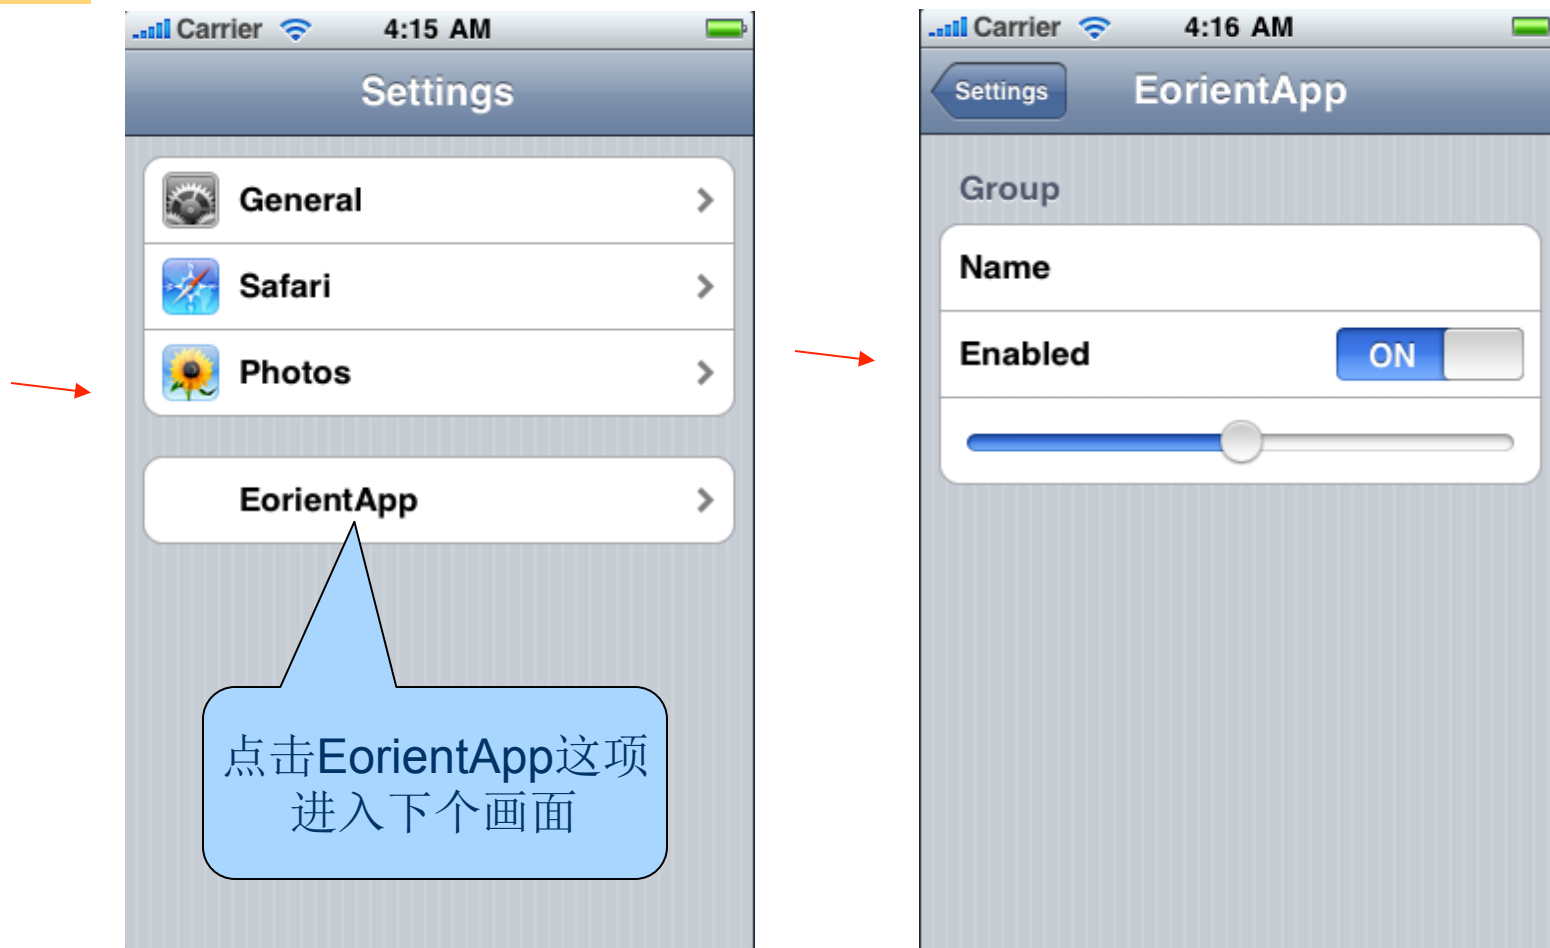 Carrier 4:15 AM
Settings
General
Safari
Photos
EorientApp
点击EorientApp这项
进入下个画面
Carrier 4:16 AM
Settings EorientApp
Group
Name
Enabled ON